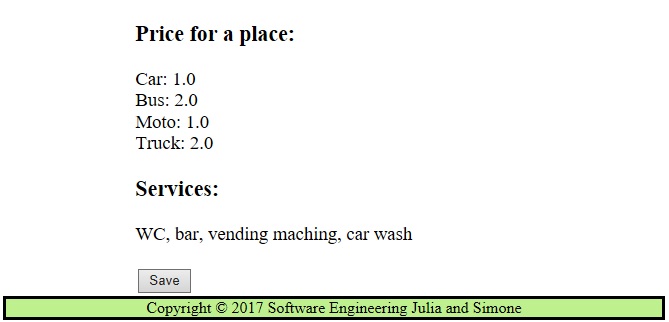 Price for a place:
Car: 1.0
Bus: 2.0
Moto: 1.0
Truck: 2.0
Services:
WC, bar, vending maching, car wash
Save
Copyright © 2017 Software Engineering Julia and Simone